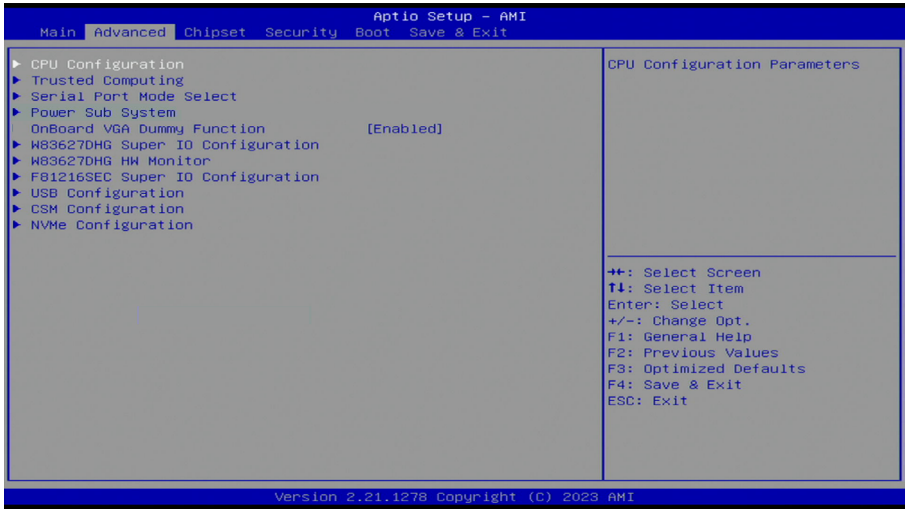 Aptio Setup – AMI
Main Advanced Chipset Security Boot Save & Exit
▶ CPU Configuration
▶ Trusted Computing
▶ Serial Port Mode Select
▶ Power Sub System
OnBoard VGA Dummy Function [Enabled]
▶ W83627DHG Super IO Configuration
▶ W83627DHG HW Monitor
▶ F81216SEC Super IO Configuration
▶ USB Configuration
▶ CSM Configuration
▶ NVMe Configuration
CPU Configuration Parameters
→←: Select Screen
↑↓: Select Item
Enter: Select
+/-: Change Opt.
F1: General Help
F2: Previous Values
F3: Optimized Defaults
F4: Save & Exit
ESC: Exit
Version 2.21.1278 Copyright (C) 2023 AMI